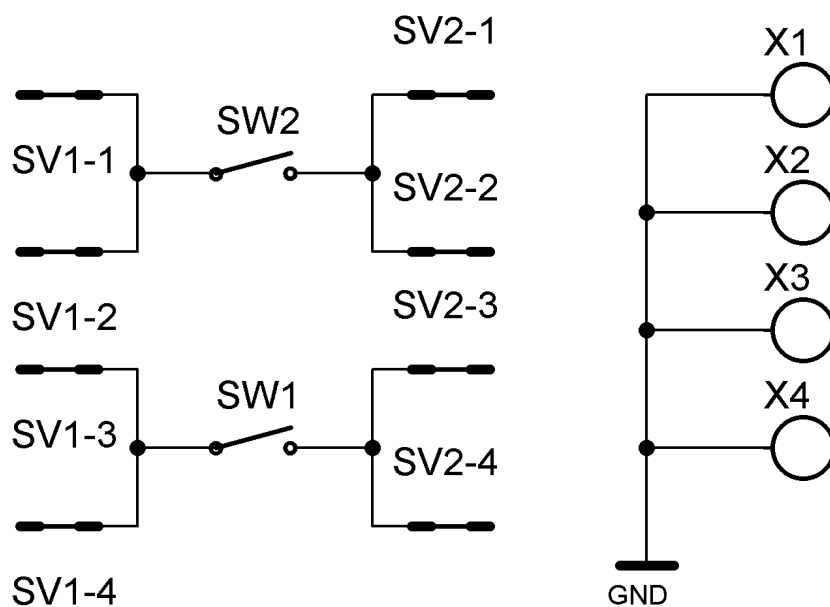 SV2-1
X1
SW2
SV1-1
X2
SV2-2
X3
SV1-2
SV2-3
SW1
X4
SV1-3
SV2-4
SV1-4
GND